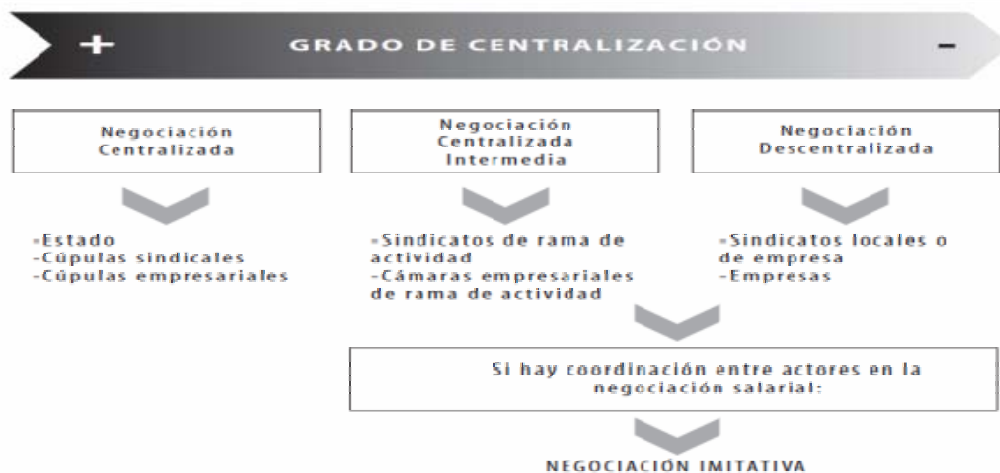 + GRADO DE CENTRALIZACIÓN -
Negociación
Centralizada
Negociación
Centralizada
Intermedia
Negociación
Descentralizada
-Estado
-Cúpulas sindicales
-Cúpulas empresariales
-Sindicatos de rama de
actividad
-Cámaras empresariales
de rama de actividad
-Sindicatos locales o
de empresa
-Empresas
Si hay coordinación entre actores en la
negociación salarial:
NEGOCIACIÓN IMITATIVA